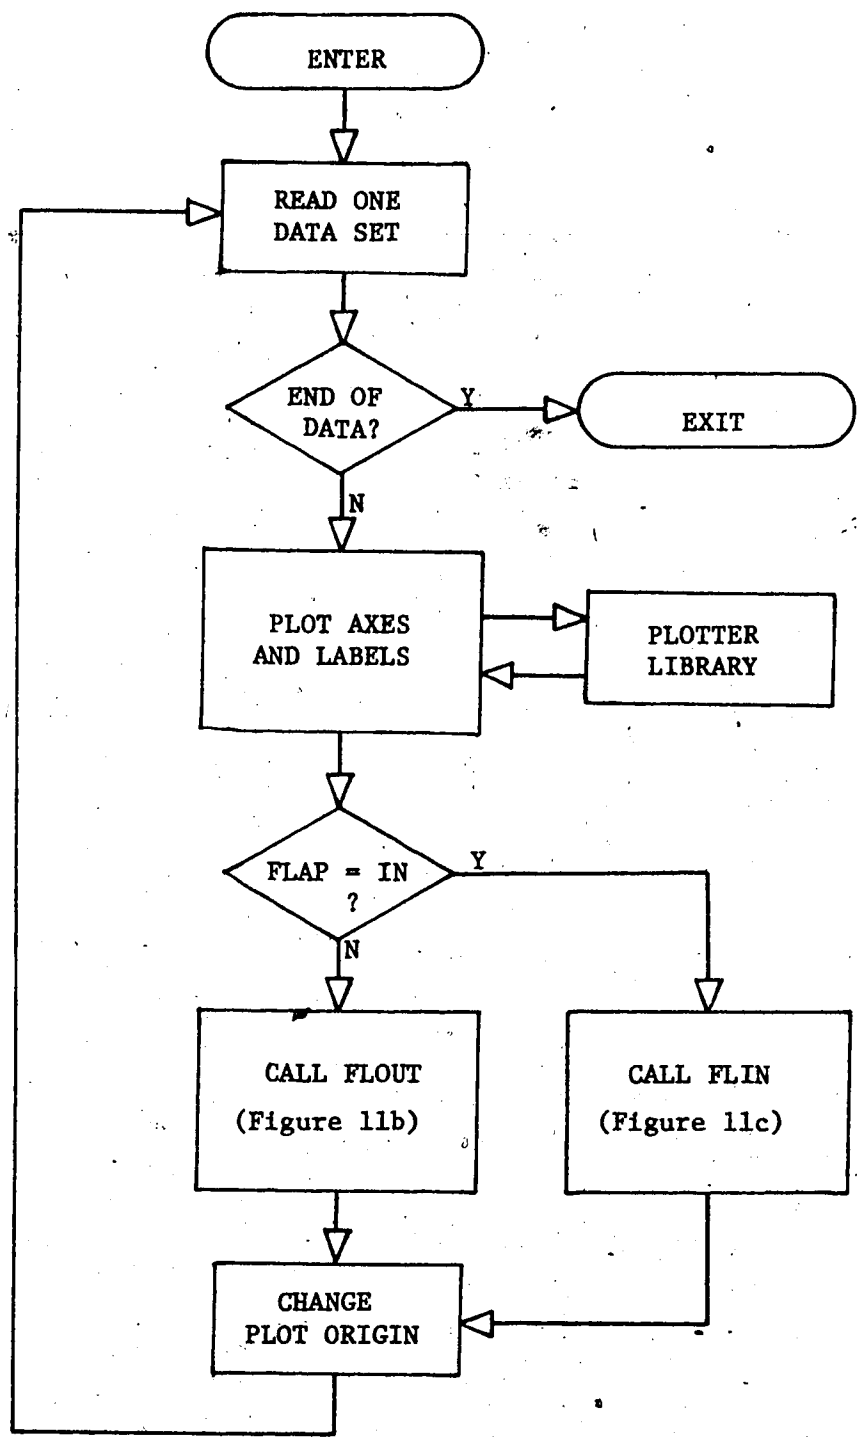 ENTER
READ ONE
DATA SET
END OF
DATA?
Y
EXIT
N
PLOT AXES
AND LABELS
PLOTTER
LIBRARY
FLAP = IN
?
Y
N
CALL FLOUT
(Figure 11b)
CALL FLIN
(Figure 11c)
CHANGE
PLOT ORIGIN